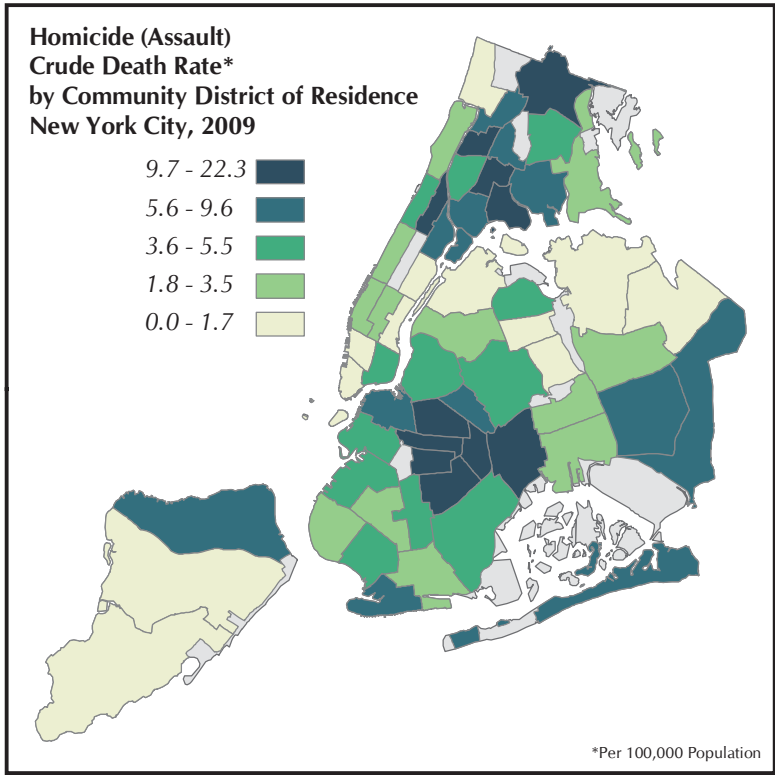 Homicide (Assault)
Crude Death Rate*
by Community District of Residence
New York City, 2009
9.7 - 22.3
5.6 - 9.6
3.6 - 5.5
1.8 - 3.5
0.0 - 1.7
*Per 100,000 Population